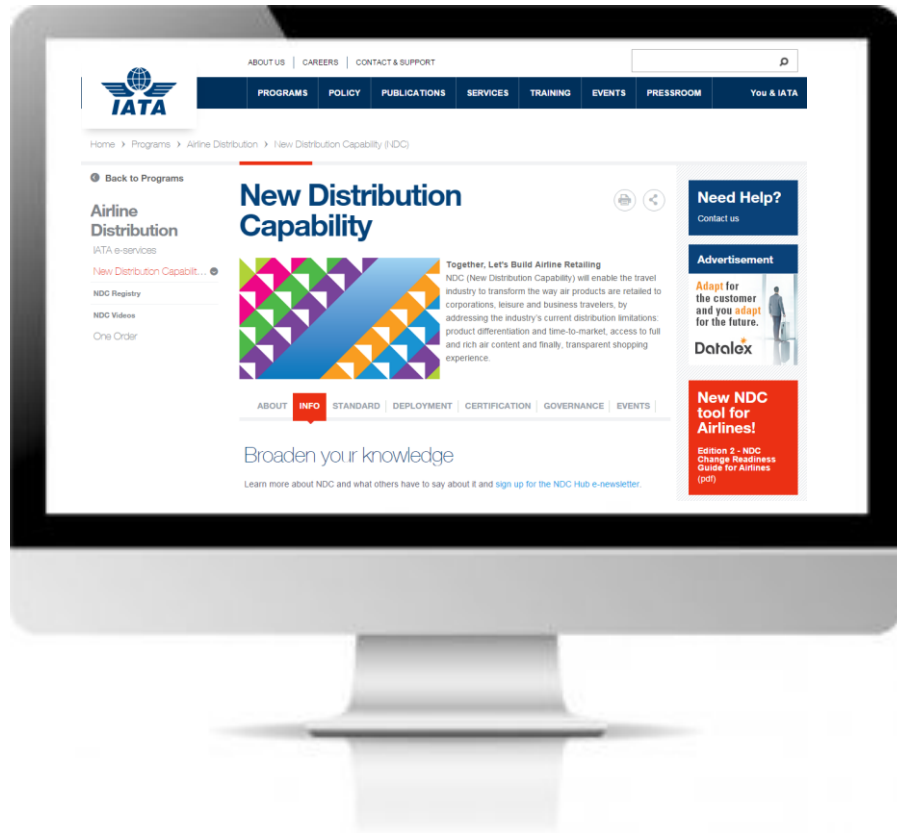 ABOUT US
CAREERS
CONTACT & SUPPORT
IATA
PROGRAMS
POLICY
PUBLICATIONS
SERVICES
TRAINING
EVENTS
PRESSROOM
You & IATA
Home > Programs > Airline Distribution > New Distribution Capability (NDC)
Back to Programs
Airline
Distribution
IATA e-services
New Distribution Capabilit...
NDC Registry
NDC Videos
One Order
New Distribution
Capability
Together, Let's Build Airline Retailing
NDC (New Distribution Capability) will enable the travel
industry to transform the way air products are retailed to
corporations, leisure and business travelers, by
addressing the industry's current distribution limitations:
product differentiation and time-to-market, access to full
and rich air content and finally, transparent shopping
experience.
ABOUT
INFO
STANDARD
DEPLOYMENT
CERTIFICATION
GOVERNANCE
EVENTS
Broaden your knowledge
Learn more about NDC and what others have to say about it and sign up for the NDC Hub e-newsletter.
Need Help?
Contact us
Advertisement
Adapt for
the customer
and you adapt
for the future.
Datalex
New NDC
tool for
Airlines!
Edition 2 - NDC
Change Readiness
Guide for Airlines
(pdf)